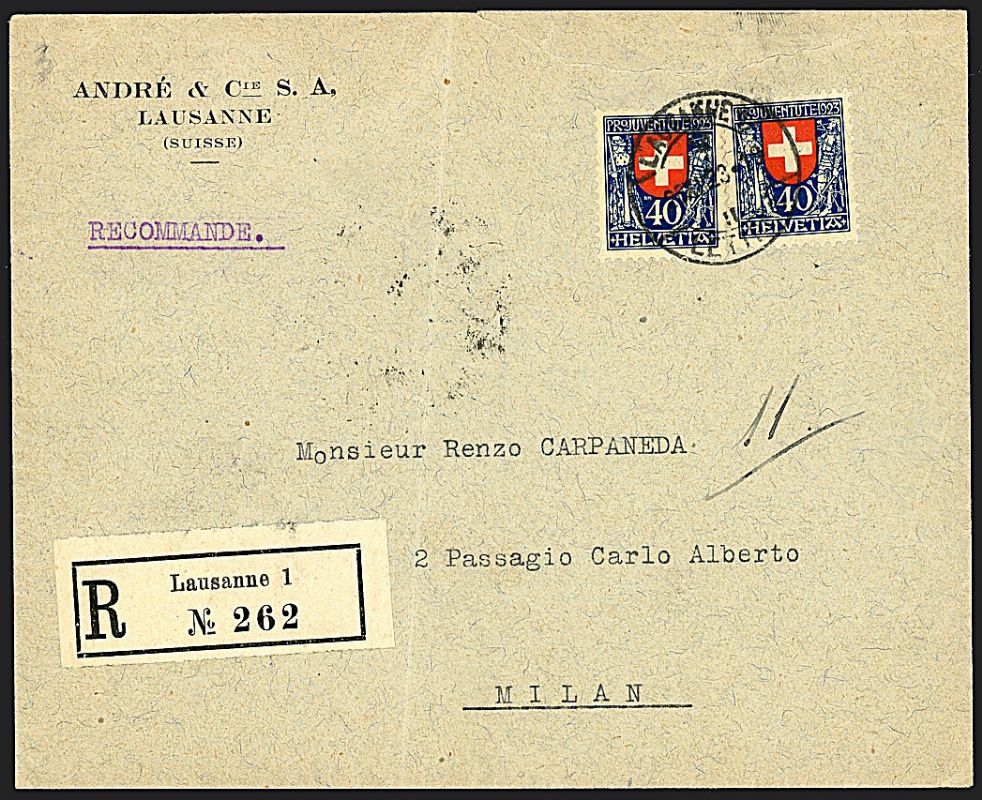 ANDRÉ & CIE S. A,
LAUSANNE
(SUISSE)
RECOMMANDE.
PRO JUVENTUTE 1923
40
HELVETIA
PRO JUVENTUTE 1923
40
HELVETIA
11.
Monsieur Renzo CARPANEDA
2 Passagio Carlo Alberto
MILAN
R
Lausanne 1
№ 262